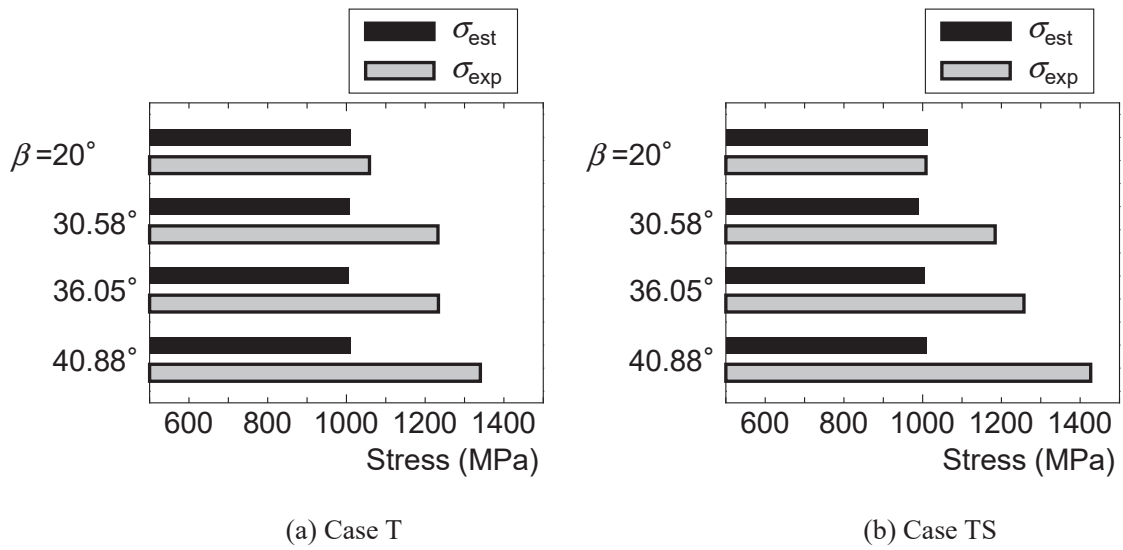 σest
σexp
β =20°
30.58°
36.05°
40.88°
600 800 1000 1200 1400
Stress (MPa)
(a) Case T
σest
σexp
β =20°
30.58°
36.05°
40.88°
600 800 1000 1200 1400
Stress (MPa)
(b) Case TS